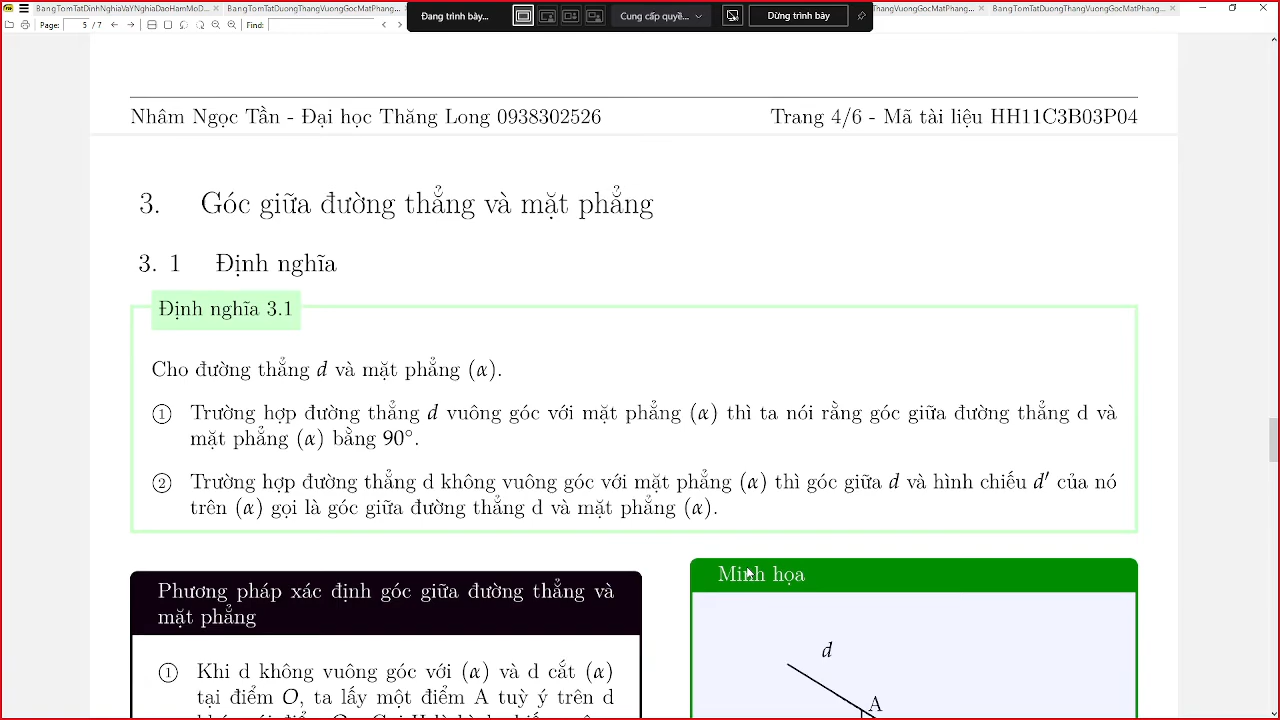 BangTomTatDinhNghiaVaYNghiaDaoHamMoD...
BangTomTatDuongThangVuongGocMatPhang...
Đang trình bày...
Cung cấp quyề...
Dừng trình bày
ThangVuongGocMatPhang...
BangTomTatDuongThangVuongGocMatPhang...
Page: 5 / 7
Find:
Nhâm Ngọc Tần - Đại học Thăng Long 0938302526
Trang 4/6 - Mã tài liệu HH11C3B03P04
3. Góc giữa đường thẳng và mặt phẳng
3. 1 Định nghĩa
Định nghĩa 3.1
Cho đường thẳng d và mặt phẳng (α).
① Trường hợp đường thẳng d vuông góc với mặt phẳng (α) thì ta nói rằng góc giữa đường thẳng d và
mặt phẳng (α) bằng 90°.
② Trường hợp đường thẳng d không vuông góc với mặt phẳng (α) thì góc giữa d và hình chiếu d′ của nó
trên (α) gọi là góc giữa đường thẳng d và mặt phẳng (α).
Phương pháp xác định góc giữa đường thẳng và
mặt phẳng
① Khi d không vuông góc với (α) và d cắt (α)
tại điểm O, ta lấy một điểm A tuỳ ý trên d
Minh họa
d
A